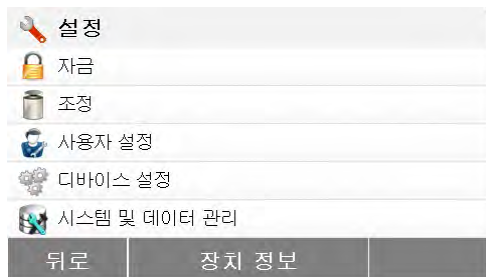 설정
자금
조정
사용자 설정
디바이스 설정
시스템 및 데이터 관리
뒤로 장치 정보